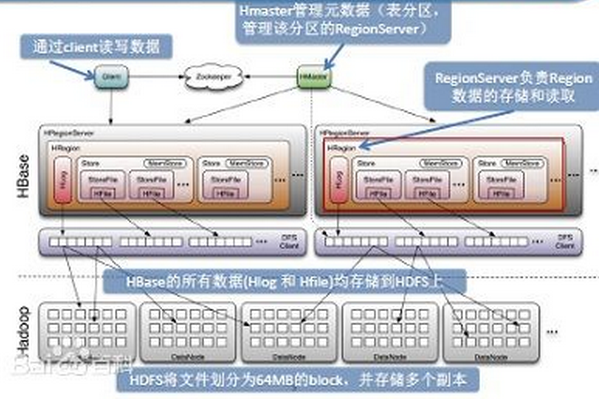 Hmaster管理元数据（表分区，
管理该分区的RegionServer）
通过client读写数据
Client
Zookeeper
HMaster
RegionServer负责Region
数据的存储和读取
HBase
HRegionServer
HRegion
HLog
Store
MemStore
StoreFile
HFile
StoreFile
HFile
...
Store
MemStore
StoreFile
HFile
...
...
HRegionServer
HRegion
HLog
Store
MemStore
StoreFile
HFile
StoreFile
HFile
...
Store
MemStore
StoreFile
HFile
...
...
...
DFS
Client
...
DFS
Client
...
HBase的所有数据(Hlog 和 Hfile)均存储到HDFS上
Hadoop
DataNode
DataNode
DataNode
DataNode
...
Baidu百科
HDFS将文件划分为64MB的block，并存储多个副本